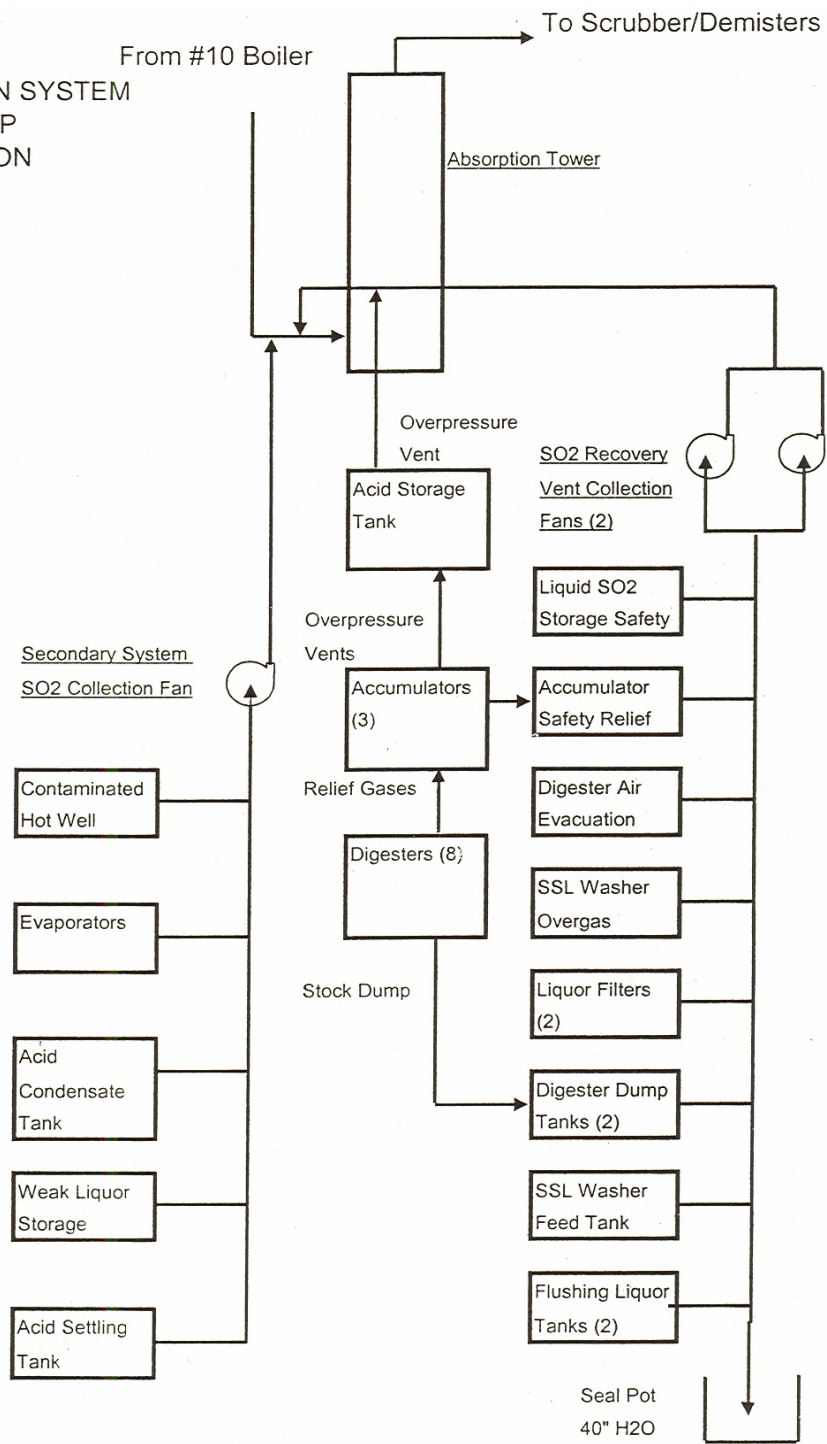 To Scrubber/Demisters
From #10 Boiler
N SYSTEM
P
ON
Absorption Tower
Overpressure
Vent
SO2 Recovery
Vent Collection
Fans (2)
Acid Storage
Tank
Liquid SO2
Storage Safety
Overpressure
Vents
Secondary System
SO2 Collection Fan
Accumulators
(3)
Accumulator
Safety Relief
Contaminated
Hot Well
Relief Gases
Digester Air
Evacuation
Digesters (8)
SSL Washer
Overgas
Evaporators
Stock Dump
Liquor Filters
(2)
Acid
Condensate
Tank
Digester Dump
Tanks (2)
Weak Liquor
Storage
SSL Washer
Feed Tank
Flushing Liquor
Tanks (2)
Acid Settling
Tank
Seal Pot
40" H2O